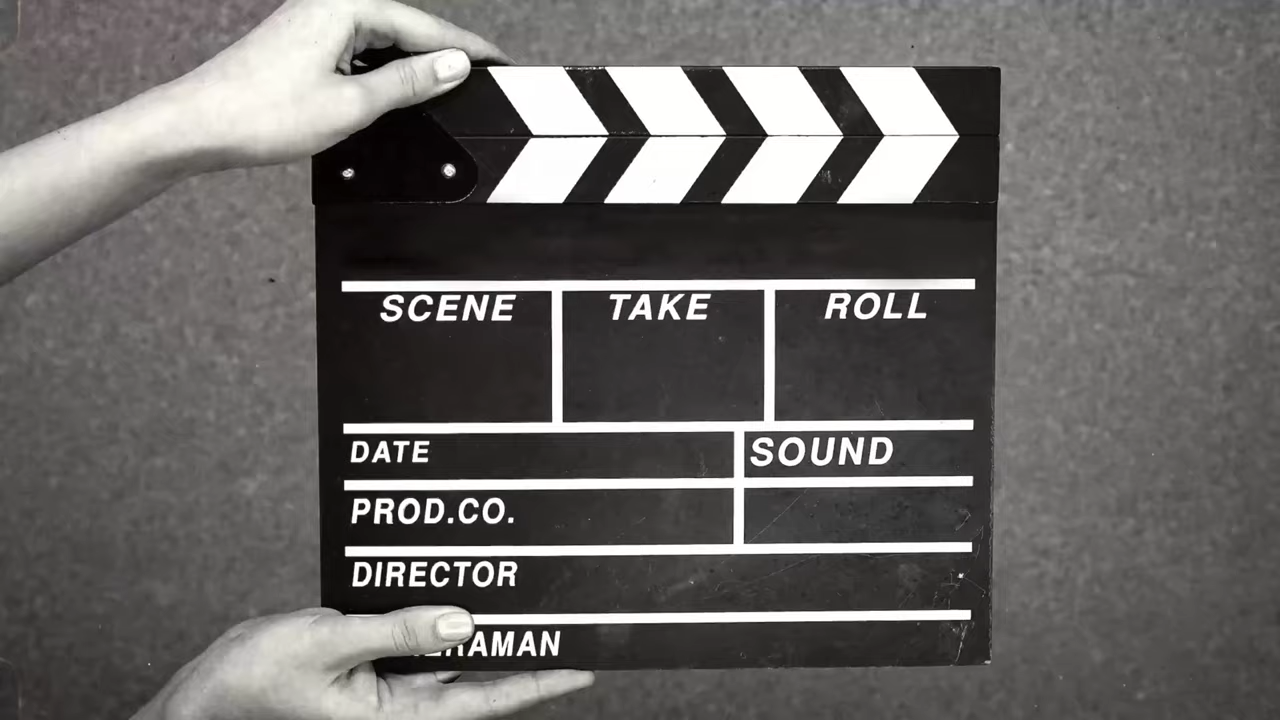 SCENE TAKE ROLL
DATE SOUND
PROD.CO.
DIRECTOR